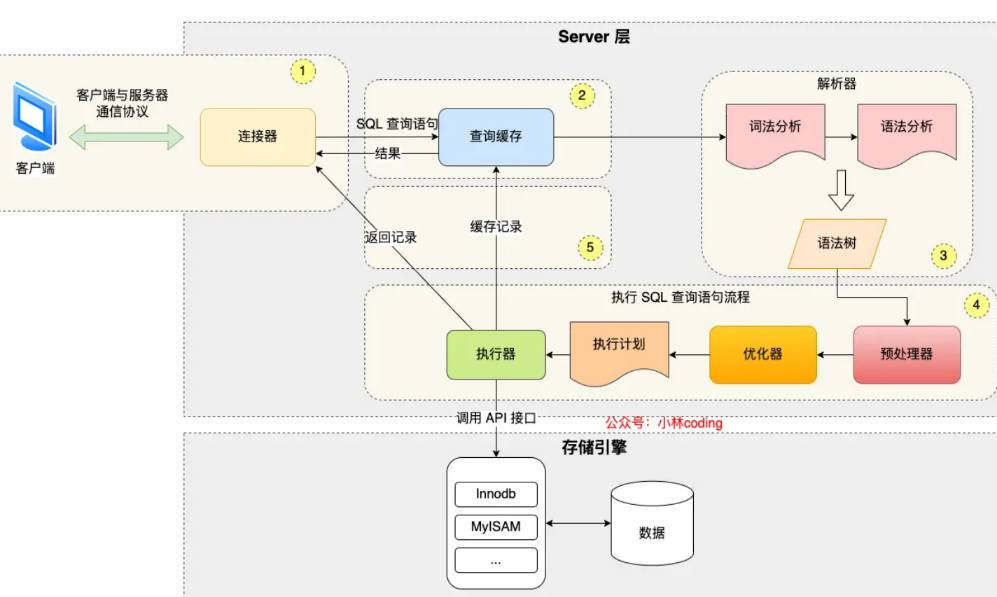 Server 层
1
客户端与服务器
通信协议
客户端
连接器
SQL 查询语句
结果
2
查询缓存
解析器
词法分析
语法分析
语法树
3
返回记录
缓存记录
5
执行 SQL 查询语句流程
4
执行器
执行计划
优化器
预处理器
调用 API 接口
公众号：小林coding
存储引擎
Innodb
MyISAM
...
数据